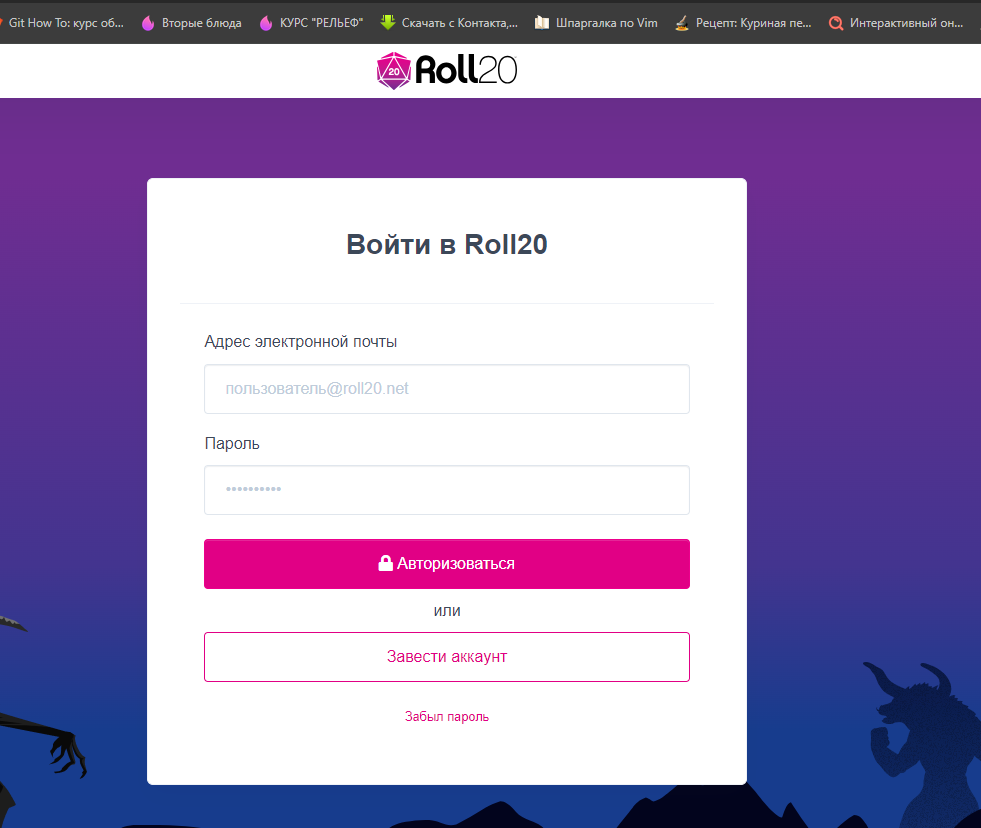 Git How To: курс об... Вторые блюда КУРС "РЕЛЬЕФ" Скачать с Контакта,... Шпаргалка по Vim Рецепт: Куриная пе... Интерактивный он...
20 Roll20
Войти в Roll20
Адрес электронной почты
пользователь@roll20.net
Пароль
••••••••••
Авторизоваться
или
Завести аккаунт
Забыл пароль